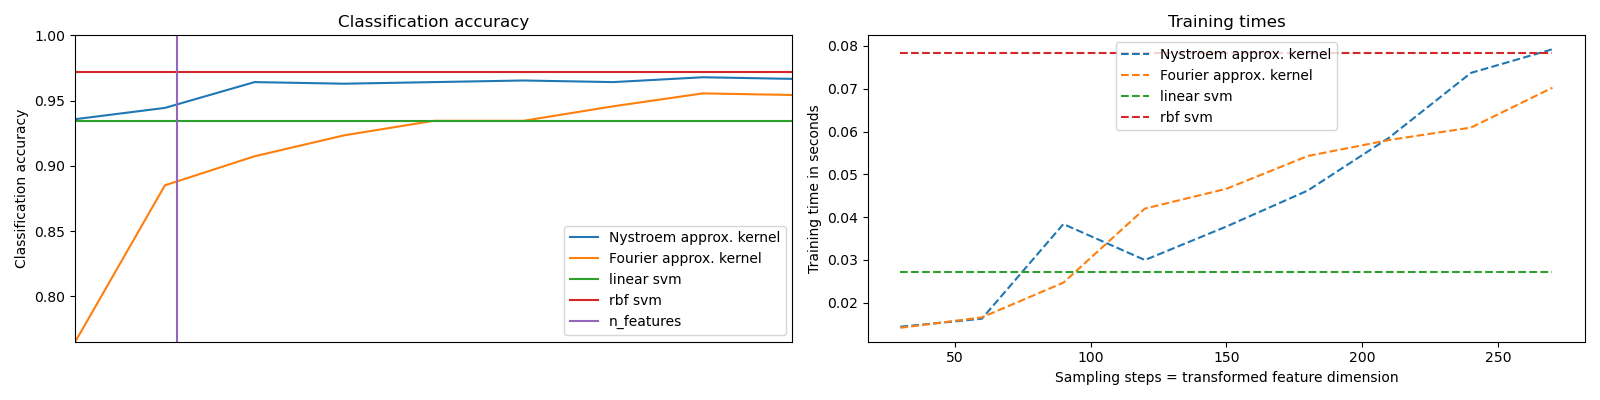 Classification accuracy
Classification accuracy
1.00
0.95
0.90
0.85
0.80
Nystroem approx. kernel
Fourier approx. kernel
linear svm
rbf svm
n_features
Training times
Training time in seconds
0.08
0.07
0.06
0.05
0.04
0.03
0.02
Nystroem approx. kernel
Fourier approx. kernel
linear svm
rbf svm
50 100 150 200 250
Sampling steps = transformed feature dimension